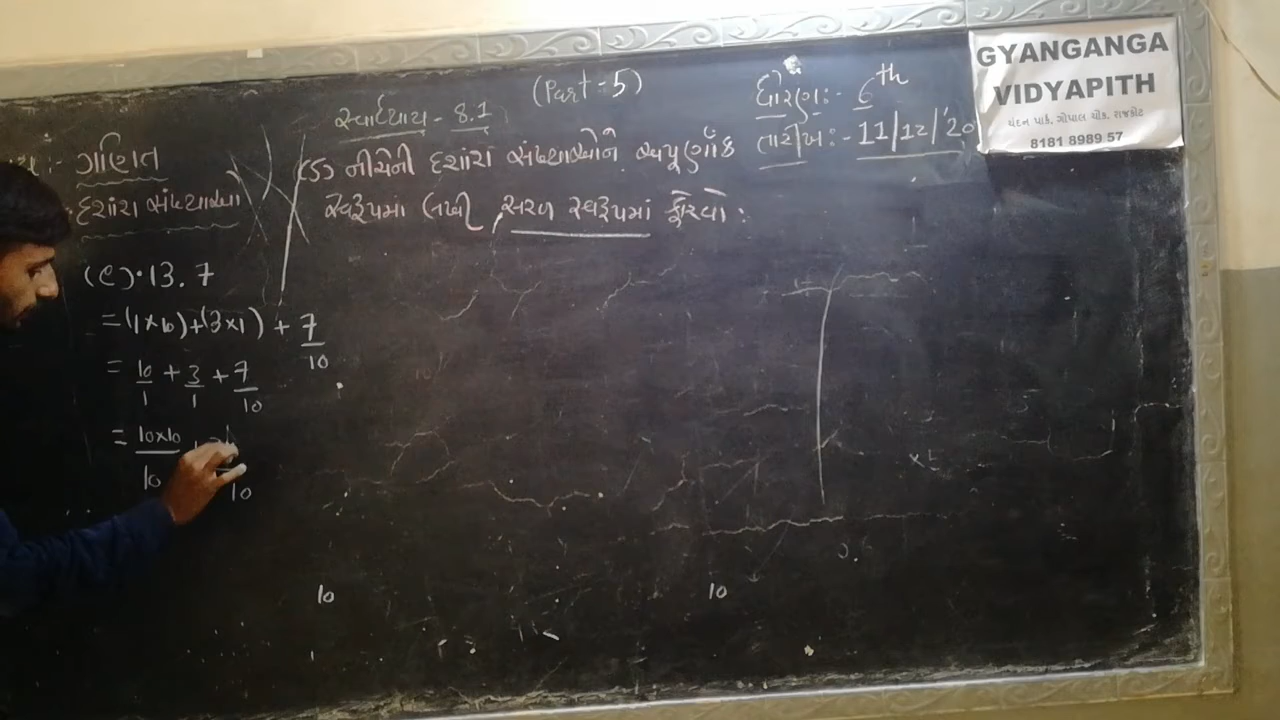 (Part - 5)
સ્વાધ્યાય - 8.1
ધોરણ:- 6th
તારીખ:- 11/12/'20
GYANGANGA
VIDYAPITH
ચંદન પાર્ક, ગોપાલ ચોક, રાજકોટ
8181 8989 57
ગણિત
દશાંશ સંખ્યાઓ
(5) નીચેની દશાંશ સંખ્યાઓને અપૂર્ણાંક
સ્વરૂપમાં લખી, સરળ સ્વરૂપમાં ફેરવો:
(e) 13.7
= (1×10)+(3×1) + 7/10
= 10/1 + 3/1 + 7/10
= 10×10/10
10
10
10